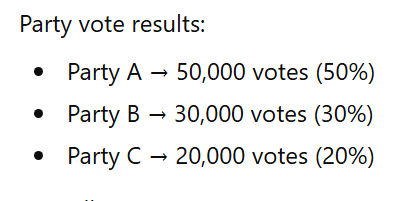 Party vote results:
• Party A → 50,000 votes (50%)
• Party B → 30,000 votes (30%)
• Party C → 20,000 votes (20%)